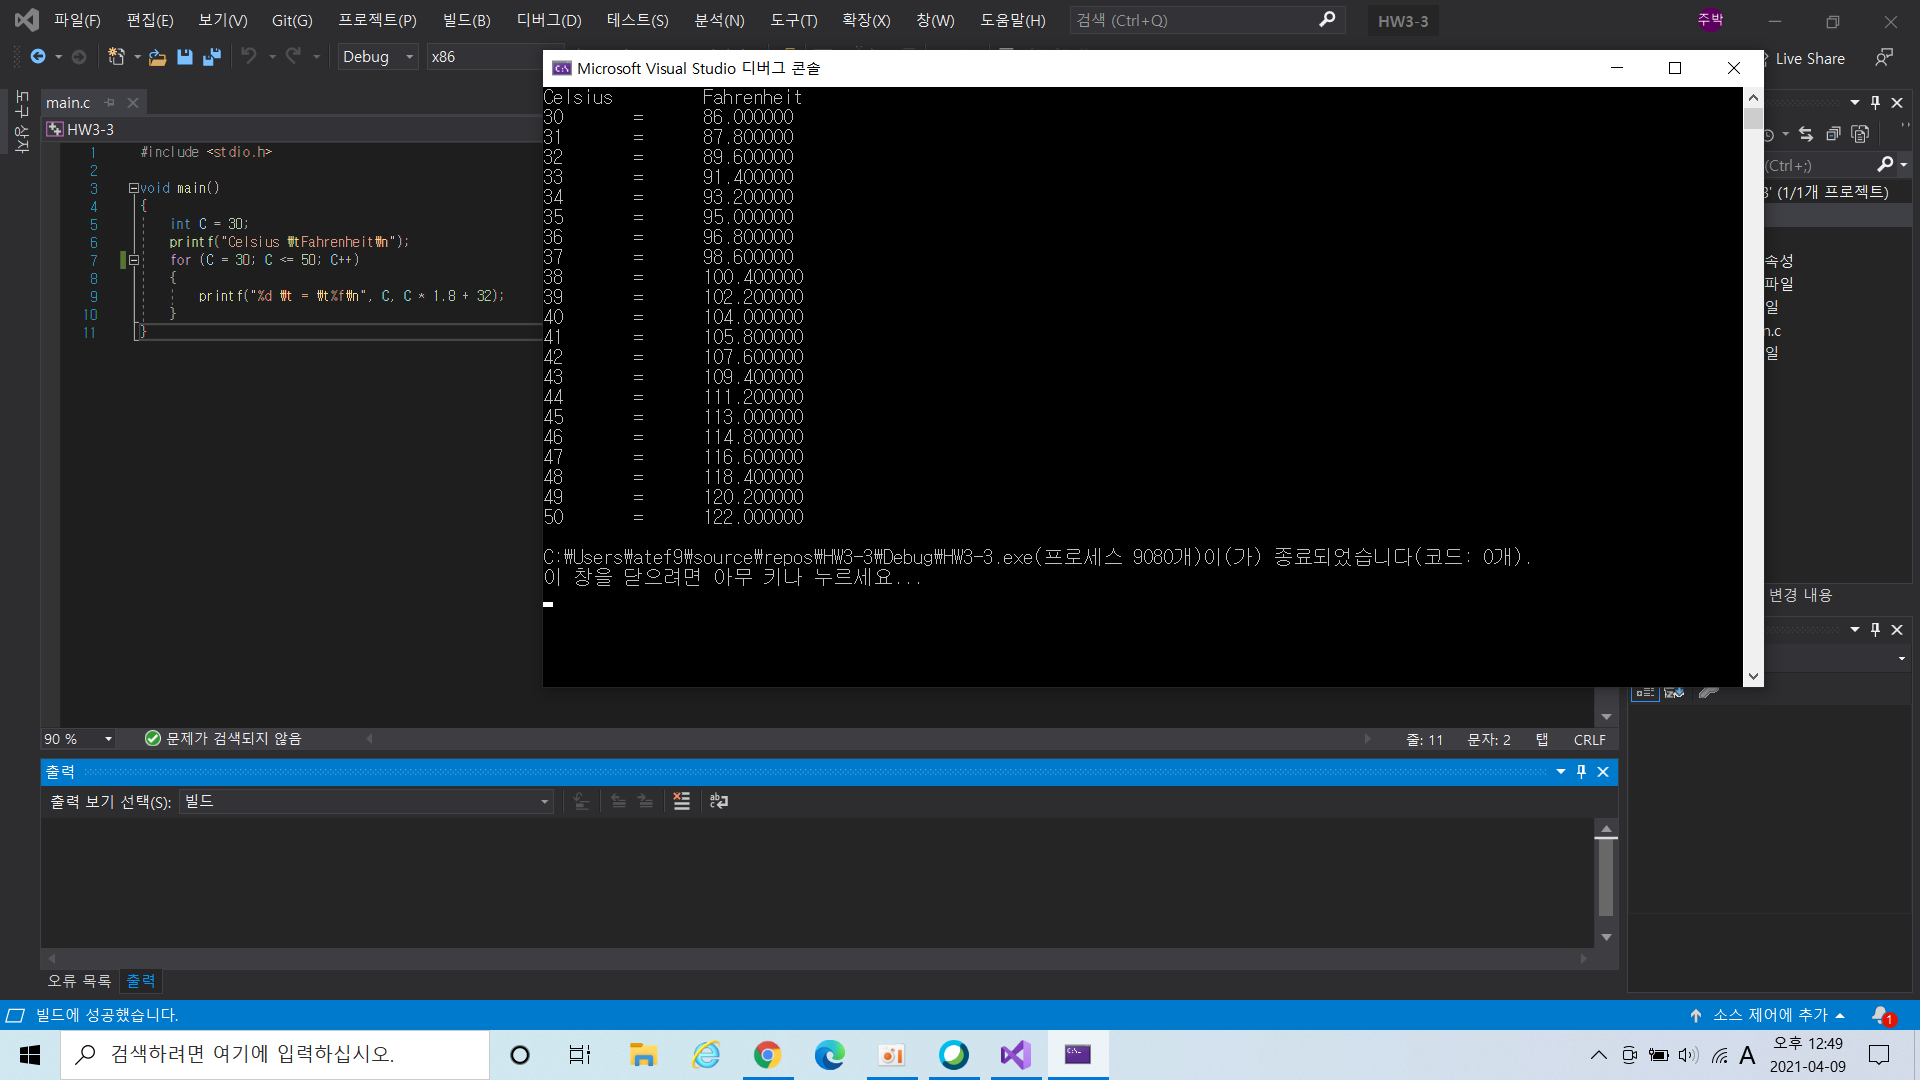 파일(F) 편집(E) 보기(V) Git(G) 프로젝트(P) 빌드(B) 디버그(D) 테스트(S) 분석(N) 도구(T) 확장(X) 창(W) 도움말(H) 검색 (Ctrl+Q) HW3-3 주박
Debug x86 Live Share
Microsoft Visual Studio 디버그 콘솔
도구 상자
main.c
HW3-3
1 #include <stdio.h>
2
3 void main()
4 {
5 int C = 30;
6 printf("Celsius ₩tFahrenheit₩n");
7 for (C = 30; C <= 50; C++)
8 {
9 printf("%d ₩t = ₩t%f₩n", C, C * 1.8 + 32);
10 }
11 }
Celsius Fahrenheit
30 = 86.000000
31 = 87.800000
32 = 89.600000
33 = 91.400000
34 = 93.200000
35 = 95.000000
36 = 96.800000
37 = 98.600000
38 = 100.400000
39 = 102.200000
40 = 104.000000
41 = 105.800000
42 = 107.600000
43 = 109.400000
44 = 111.200000
45 = 113.000000
46 = 114.800000
47 = 116.600000
48 = 118.400000
49 = 120.200000
50 = 122.000000
C:₩Users₩atef9₩source₩repos₩HW3-3₩Debug₩HW3-3.exe(프로세스 9080개)이(가) 종료되었습니다(코드: 0개).
이 창을 닫으려면 아무 키나 누르세요...
(Ctrl+;)
3' (1/1개 프로젝트)
속성
파일
일
n.c
일
변경 내용
90 % 문제가 검색되지 않음 줄: 11 문자: 2 탭 CRLF
출력
출력 보기 선택(S): 빌드
오류 목록 출력
빌드에 성공했습니다. 소스 제어에 추가 1
검색하려면 여기에 입력하십시오. A 오후 12:49
2021-04-09